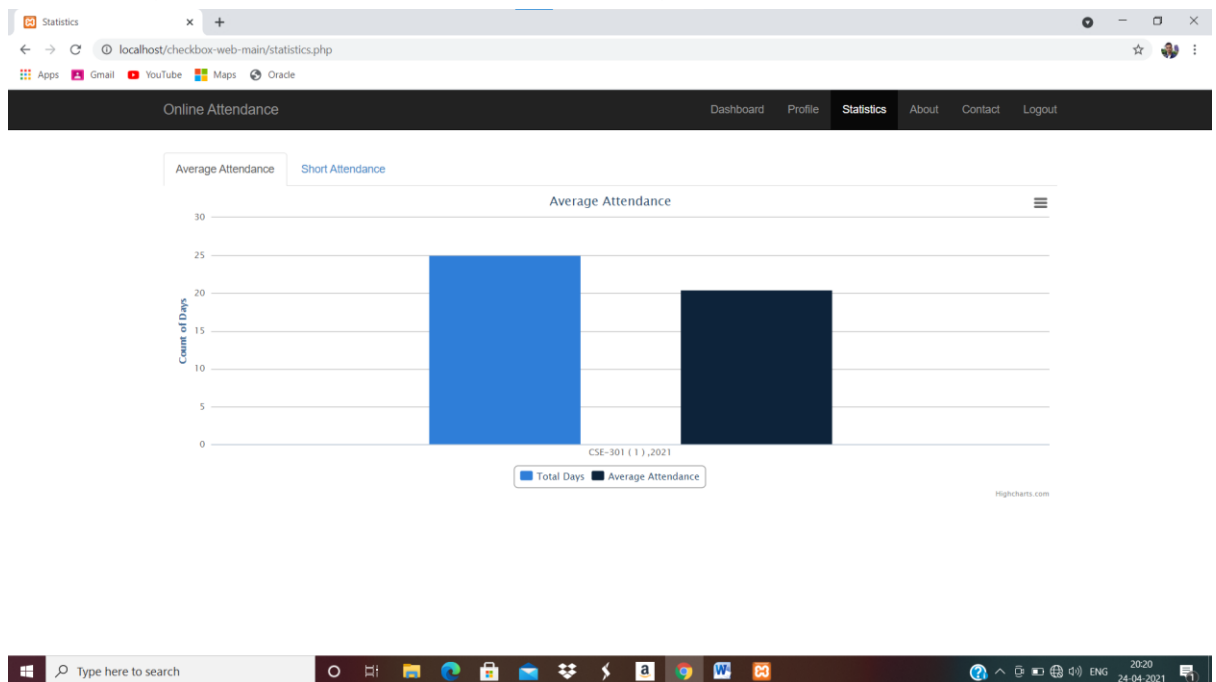 Statistics
localhost/checkbox-web-main/statistics.php
Apps Gmail YouTube Maps Oracle
Online Attendance Dashboard Profile Statistics About Contact Logout
Average Attendance Short Attendance
Average Attendance
30
25
20
15
10
5
0
Count of Days
CSE-301 ( 1 ) ,2021
Total Days Average Attendance
Highcharts.com
Type here to search
a
W
ENG
20:20
24-04-2021
1